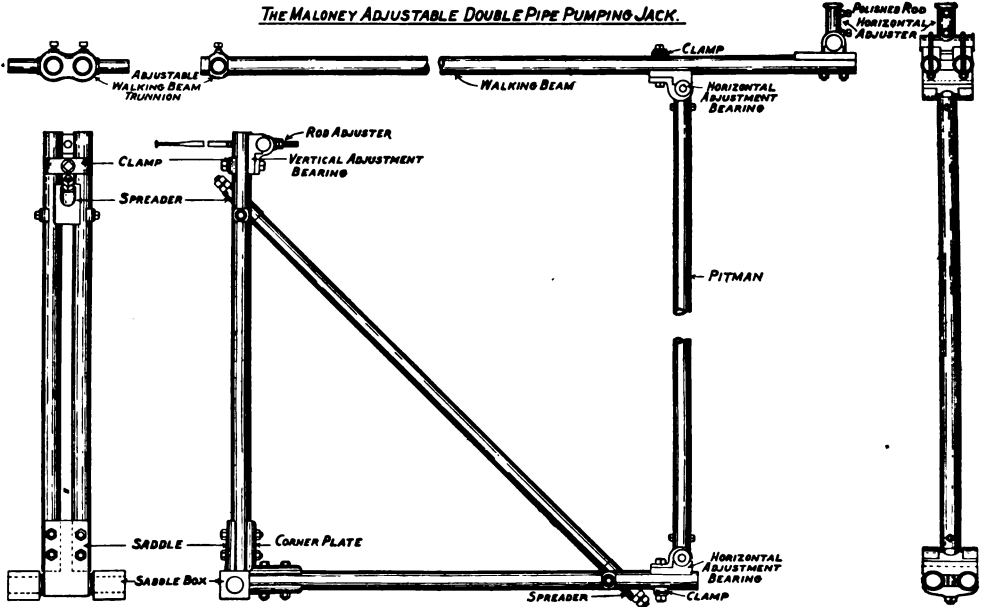 THE MALONEY ADJUSTABLE DOUBLE PIPE PUMPING JACK.
POLISHED ROD
HORIZONTAL
ADJUSTER
CLAMP
ADJUSTABLE
WALKING BEAM
TRUNNION
WALKING BEAM
HORIZONTAL
ADJUSTMENT
BEARING
ROD ADJUSTER
CLAMP
VERTICAL ADJUSTMENT
BEARING
SPREADER
PITMAN
SADDLE
CORNER PLATE
SADDLE BOX
HORIZONTAL
ADJUSTMENT
BEARING
SPREADER
CLAMP